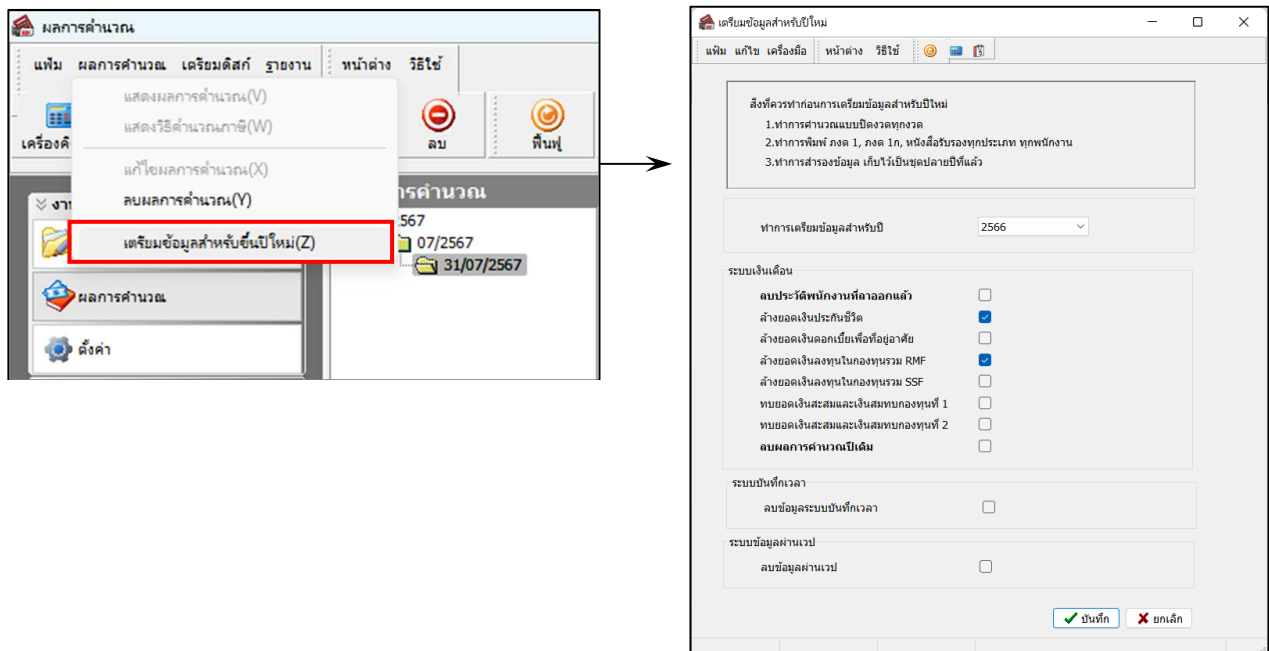 ผลการคำนวณ
แฟ้ม ผลการคำนวณ เตรียมดิสก์ รายงาน หน้าต่าง วิธีใช้
แสดงผลการคำนวณ(V)
แสดงวิธีคำนวณภาษี(W)
แก้ไขผลการคำนวณ(X)
ลบผลการคำนวณ(Y)
เตรียมข้อมูลสำหรับขึ้นปีใหม่(Z)
เครื่องคิ
ลบ
ฟื้นฟู
รคำนวณ
งา
567
07/2567
31/07/2567
ผลการคำนวณ
ตั้งค่า
เตรียมข้อมูลสำหรับปีใหม่
แฟ้ม แก้ไข เครื่องมือ หน้าต่าง วิธีใช้
สิ่งที่ควรทำก่อนการเตรียมข้อมูลสำหรับปีใหม่
1.ทำการคำนวณแบบปิดงวดทุกงวด
2.ทำการพิมพ์ ภงด 1, ภงด 1ก, หนังสือรับรองทุกประเภท ทุกพนักงาน
3.ทำการสำรองข้อมูล เก็บไว้เป็นชุดปลายปีที่แล้ว
ทำการเตรียมข้อมูลสำหรับปี 2566
ระบบเงินเดือน
ลบประวัติพนักงานที่ลาออกแล้ว
ล้างยอดเงินประกันชีวิต
ล้างยอดเงินดอกเบี้ยเพื่อที่อยู่อาศัย
ล้างยอดเงินลงทุนในกองทุนรวม RMF
ล้างยอดเงินลงทุนในกองทุนรวม SSF
ทบยอดเงินสะสมและเงินสมทบกองทุนที่ 1
ทบยอดเงินสะสมและเงินสมทบกองทุนที่ 2
ลบผลการคำนวณปีเดิม
ระบบบันทึกเวลา
ลบข้อมูลระบบบันทึกเวลา
ระบบข้อมูลผ่านเวป
ลบข้อมูลผ่านเวป
บันทึก ยกเลิก